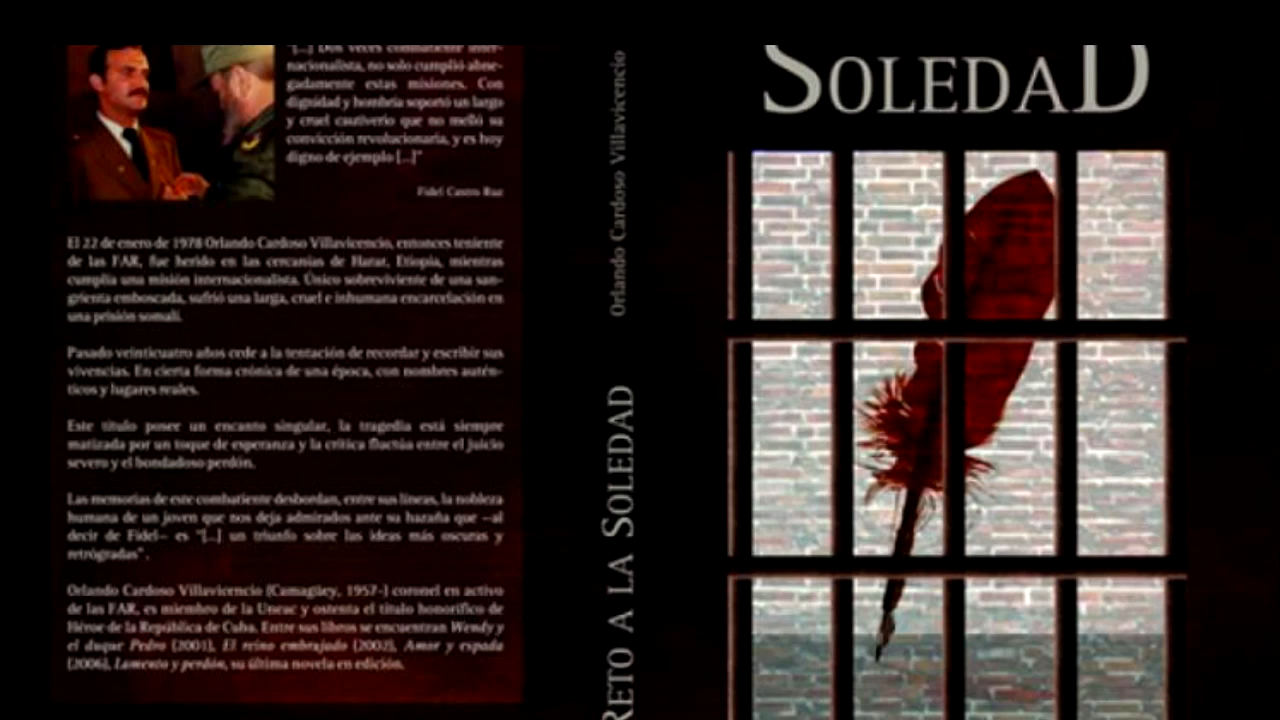 "[...] Dos veces combatiente inter-
nacionalista, no solo cumplió abne-
gadamente estas misiones. Con
dignidad y hombría soportó un largo
y cruel cautiverio que no melló su
convicción revolucionaria, y es hoy
digno de ejemplo [...]"
Fidel Castro Ruz
El 22 de enero de 1978 Orlando Cardoso Villavicencio, entonces teniente
de las FAR, fue herido en las cercanías de Harar, Etiopía, mientras
cumplía una misión internacionalista. Único sobreviviente de una san-
grienta emboscada, sufrió una larga, cruel e inhumana encarcelación en
una prisión somalí.
Pasado veinticuatro años cede a la tentación de recordar y escribir sus
vivencias. En cierta forma crónica de una época, con nombres autén-
ticos y lugares reales.
Este título posee un encanto singular, la tragedia está siempre
matizada por un toque de esperanza y la crítica fluctúa entre el juicio
severo y el bondadoso perdón.
Las memorias de este combatiente desbordan, entre sus líneas, la nobleza
humana de un joven que nos deja admirados ante su hazaña que —al
decir de Fidel— es "[...] un triunfo sobre las ideas más oscuras y
retrógradas".
Orlando Cardoso Villavicencio (Camagüey, 1957-) coronel en activo
de las FAR, es miembro de la Uneac y ostenta el título honorífico de
Héroe de la República de Cuba. Entre sus libros se encuentran Wendy y
el duque Pedro (2001), El reino embrujado (2002), Amor y espada
(2006), Lamento y perdón, su última novela en edición.
Orlando Cardoso Villavicencio
RETO A LA SOLEDAD
SOLEDAD